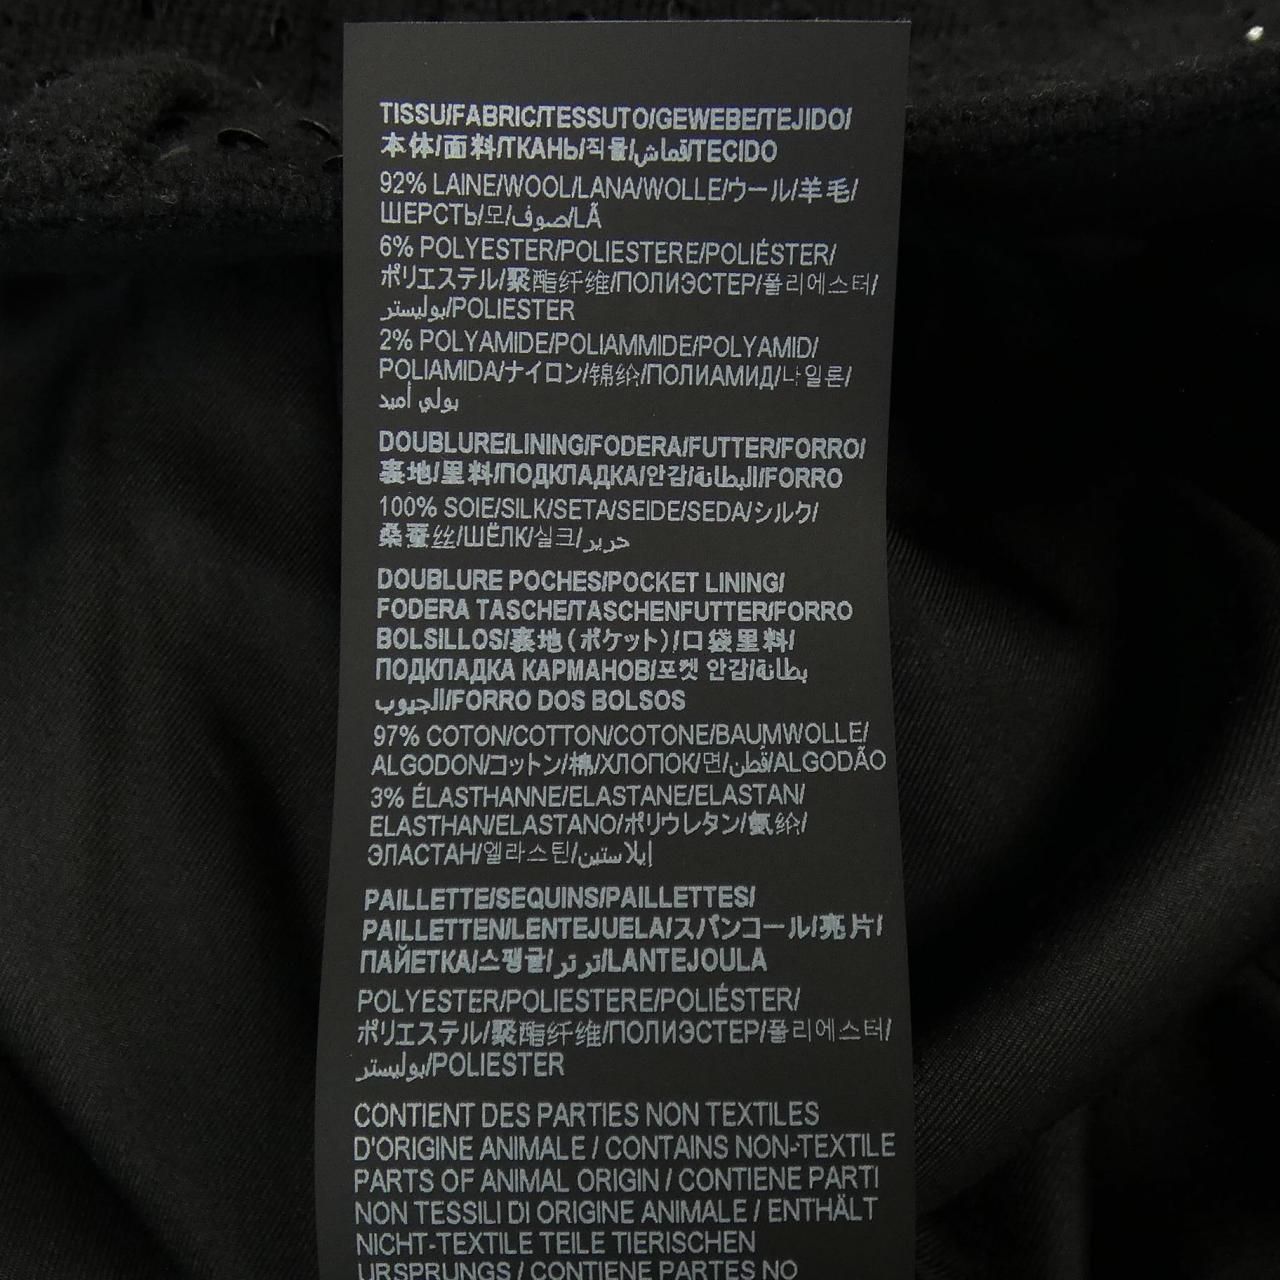 TISSU/FABRIC/TESSUTO/GEWEBE/TEJIDO/
本体/面料/ТКАНЬ/직물/قماش/TECIDO
92% LAINE/WOOL/LANA/WOLLE/ウール/羊毛/
ШЕРСТЬ/모/صوف/LÃ
6% POLYESTER/POLIESTERE/POLIÉSTER/
ポリエステル/聚酯纤维/ПОЛИЭСТЕР/폴리에스터/
بوليستر/POLIESTER
2% POLYAMIDE/POLIAMMIDE/POLYAMID/
POLIAMIDA/ナイロン/锦纶/ПОЛИАМИД/나일론/
بولي أميد
DOUBLURE/LINING/FODERA/FUTTER/FORRO/
裏地/里料/ПОДКЛАДКА/안감/البطانة/FORRO
100% SOIE/SILK/SETA/SEIDE/SEDA/シルク/
桑蚕丝/ШЁЛК/실크/حرير
DOUBLURE POCHES/POCKET LINING/
FODERA TASCHE/TASCHENFUTTER/FORRO
BOLSILLOS/裏地(ポケット)/口袋里料/
ПОДКЛАДКА КАРМАНОВ/포켓 안감/بطانة
الجيوب/FORRO DOS BOLSOS
97% COTON/COTTON/COTONE/BAUMWOLLE/
ALGODON/コットン/棉/ХЛОПОК/면/قُطن/ALGODÃO
3% ÉLASTHANNE/ELASTANE/ELASTAN/
ELASTHAN/ELASTANO/ポリウレタン/氨纶/
ЭЛАСТАН/엘라스틴/إيلاستين
PAILLETTE/SEQUINS/PAILLETTES/
PAILLETTEN/LENTEJUELA/スパンコール/亮片/
ПАЙЕТКА/스팽글/ترتر/LANTEJOULA
POLYESTER/POLIESTERE/POLIÉSTER/
ポリエステル/聚酯纤维/ПОЛИЭСТЕР/폴리에스터/
بوليستر/POLIESTER
CONTIENT DES PARTIES NON TEXTILES
D'ORIGINE ANIMALE / CONTAINS NON-TEXTILE
PARTS OF ANIMAL ORIGIN / CONTIENE PARTI
NON TESSILI DI ORIGINE ANIMALE / ENTHÄLT
NICHT-TEXTILE TEILE TIERISCHEN
URSPRUNGS / CONTIENE PARTES NO